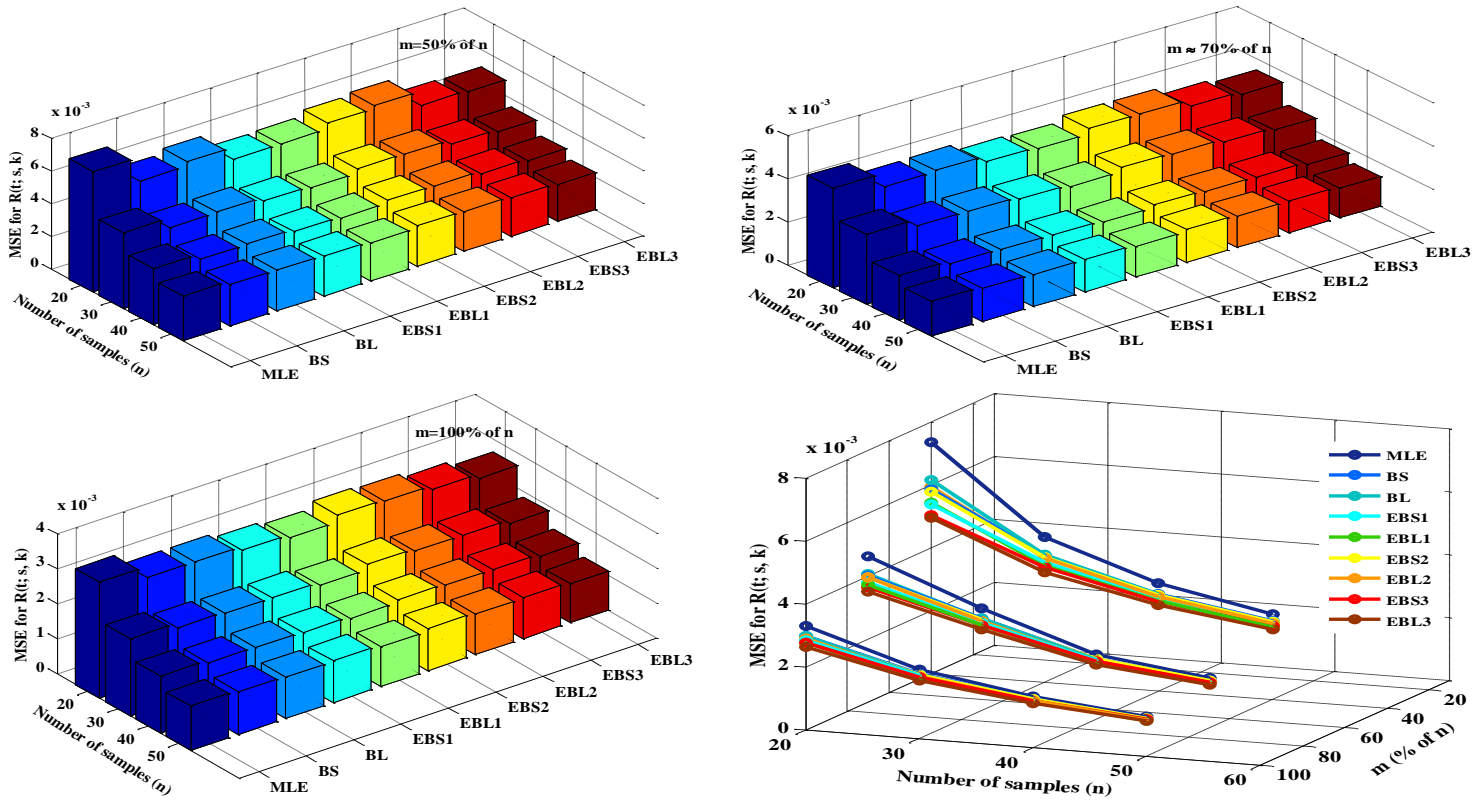 m=50% of n
x 10^-3
8
6
4
2
0
MSE for R(t; s, k)
20
30
40
50
Number of samples (n)
MLE
BS
BL
EBS1
EBL1
EBS2
EBL2
EBS3
EBL3
m ≈ 70% of n
x 10^-3
6
4
2
0
MSE for R(t; s, k)
20
30
40
50
Number of samples (n)
MLE
BS
BL
EBS1
EBL1
EBS2
EBL2
EBS3
EBL3
m=100% of n
x 10^-3
4
3
2
1
0
MSE for R(t; s, k)
20
30
40
50
Number of samples (n)
MLE
BS
BL
EBS1
EBL1
EBS2
EBL2
EBS3
EBL3
x 10^-3
8
6
4
2
0
MSE for R(t; s, k)
20
30
40
50
60
Number of samples (n)
100
80
60
40
20
m (% of n)
MLE
BS
BL
EBS1
EBL1
EBS2
EBL2
EBS3
EBL3